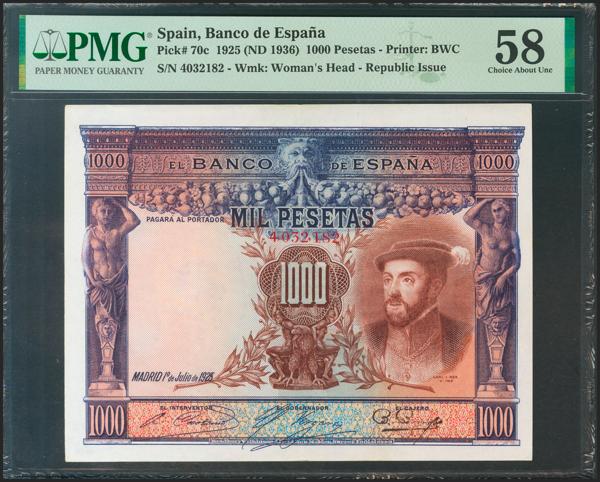 PMG
PAPER MONEY GUARANTY
Spain, Banco de España
Pick# 70c 1925 (ND 1936) 1000 Pesetas - Printer: BWC
S/N 4032182 - Wmk: Woman's Head - Republic Issue
58
Choice About Unc
1000
EL BANCO DE ESPAÑA
1000
PAGARÁ AL PORTADOR
MIL PESETAS
4032,182
1000
MADRID 1º de Julio de 1925
EL INTERVENTOR
EL GOBERNADOR
EL CAJERO
1000
1000